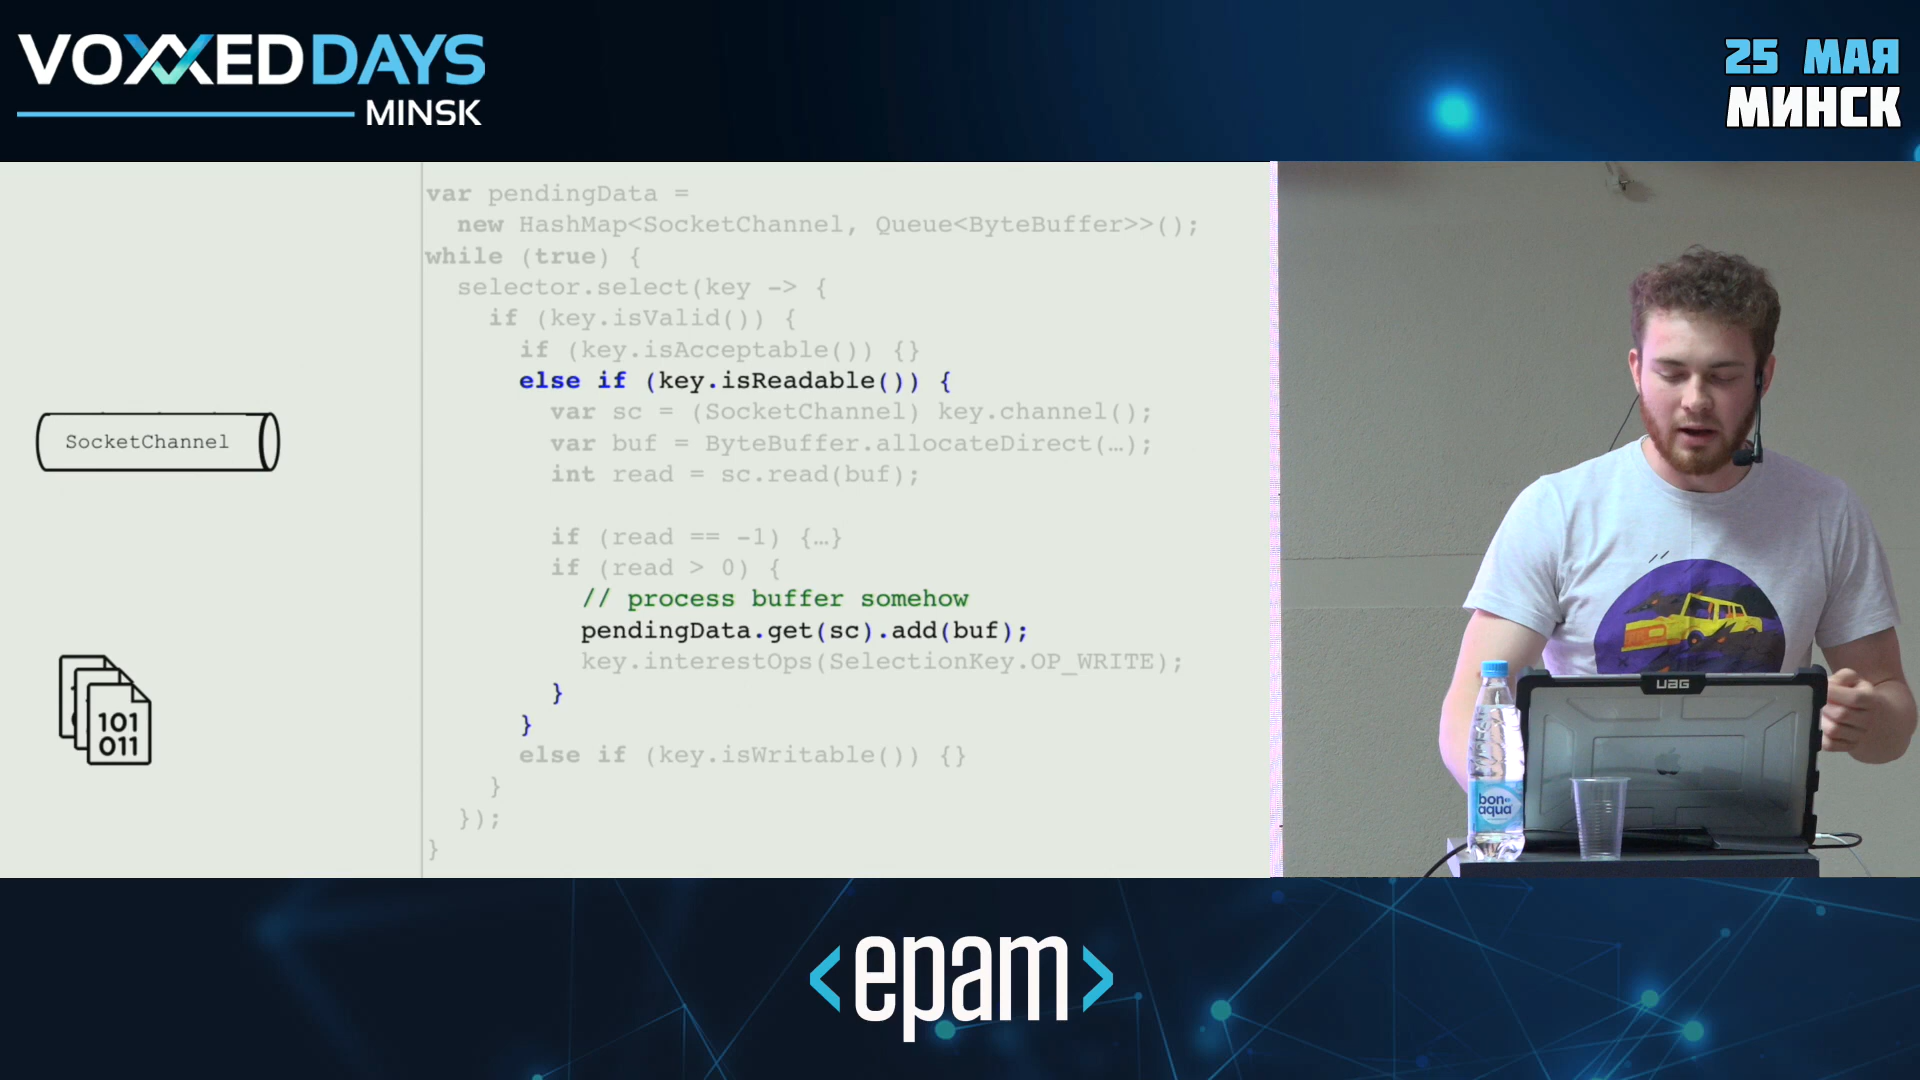 VOXXED DAYS
MINSK
25 МАЯ
МИНСК
var pendingData =
new HashMap<SocketChannel, Queue<ByteBuffer>>();
while (true) {
selector.select(key -> {
if (key.isValid()) {
if (key.isAcceptable()) {}
else if (key.isReadable()) {
var sc = (SocketChannel) key.channel();
var buf = ByteBuffer.allocateDirect(…);
int read = sc.read(buf);
if (read == -1) {…}
if (read > 0) {
// process buffer somehow
pendingData.get(sc).add(buf);
key.interestOps(SelectionKey.OP_WRITE);
}
}
else if (key.isWritable()) {}
}
});
}
SocketChannel
101
011
UAG
bon
aqua
<epam>